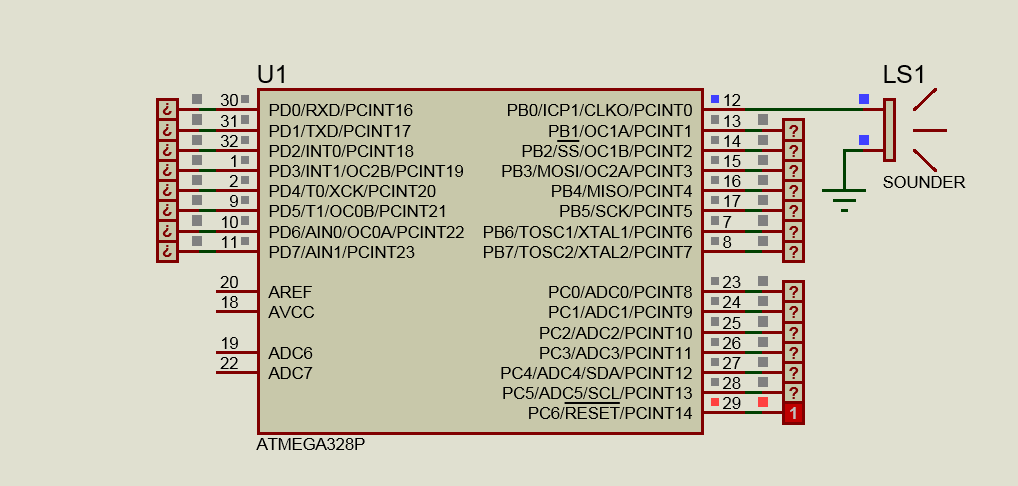 U1
LS1
30 PD0/RXD/PCINT16 PB0/ICP1/CLKO/PCINT0 12
¿ 31 PD1/TXD/PCINT17 PB1/OC1A/PCINT1 13 ?
¿ 32 PD2/INT0/PCINT18 PB2/SS/OC1B/PCINT2 14 ?
¿ 1 PD3/INT1/OC2B/PCINT19 PB3/MOSI/OC2A/PCINT3 15 ?
¿ 2 PD4/T0/XCK/PCINT20 PB4/MISO/PCINT4 16 ?
¿ 9 PD5/T1/OC0B/PCINT21 PB5/SCK/PCINT5 17 ?
¿ 10 PD6/AIN0/OC0A/PCINT22 PB6/TOSC1/XTAL1/PCINT6 7 ?
¿ 11 PD7/AIN1/PCINT23 PB7/TOSC2/XTAL2/PCINT7 8 ?
¿
SOUNDER
20 AREF PC0/ADC0/PCINT8 23 ?
18 AVCC PC1/ADC1/PCINT9 24 ?
PC2/ADC2/PCINT10 25 ?
19 ADC6 PC3/ADC3/PCINT11 26 ?
22 ADC7 PC4/ADC4/SDA/PCINT12 27 ?
PC5/ADC5/SCL/PCINT13 28 ?
PC6/RESET/PCINT14 29 1
ATMEGA328P